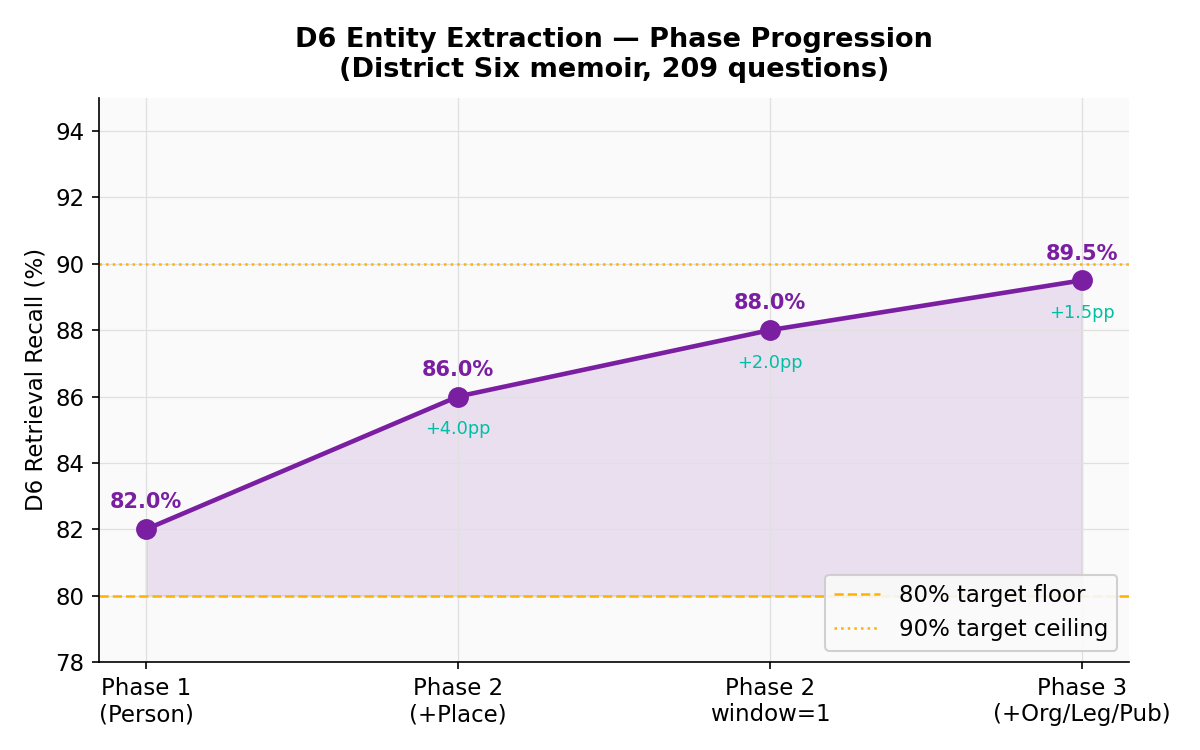 D6 Entity Extraction — Phase Progression
(District Six memoir, 209 questions)
D6 Retrieval Recall (%)
94
92
90
88
86
84
82
80
78
82.0%
86.0%
+4.0pp
88.0%
+2.0pp
89.5%
+1.5pp
80% target floor
90% target ceiling
Phase 1
(Person)
Phase 2
(+Place)
Phase 2
window=1
Phase 3
(+Org/Leg/Pub)